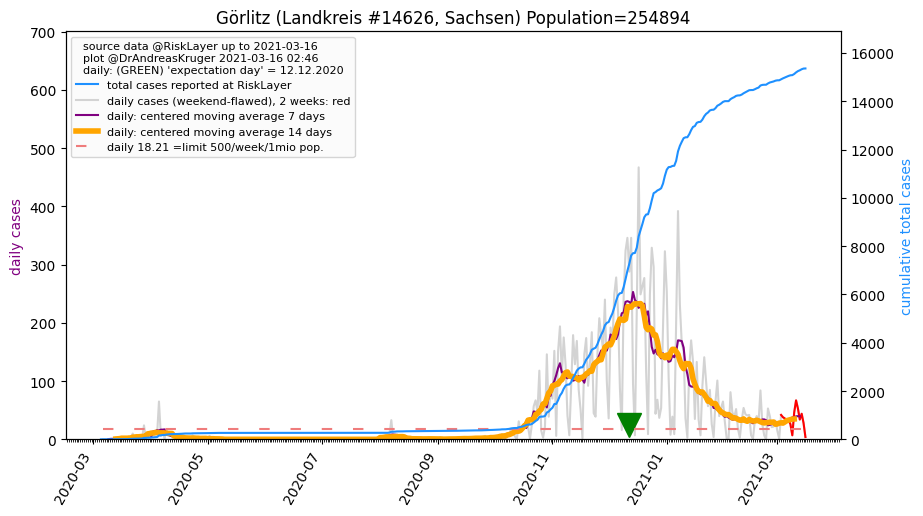 Görlitz (Landkreis #14626, Sachsen) Population=254894
source data @RiskLayer up to 2021-03-16
plot @DrAndreasKruger 2021-03-16 02:46
daily: (GREEN) 'expectation day' = 12.12.2020
total cases reported at RiskLayer
daily cases (weekend-flawed), 2 weeks: red
daily: centered moving average 7 days
daily: centered moving average 14 days
daily 18.21 =limit 500/week/1mio pop.
daily cases
700
600
500
400
300
200
100
0
cumulative total cases
16000
14000
12000
10000
8000
6000
4000
2000
0
2020-03
2020-05
2020-07
2020-09
2020-11
2021-01
2021-03